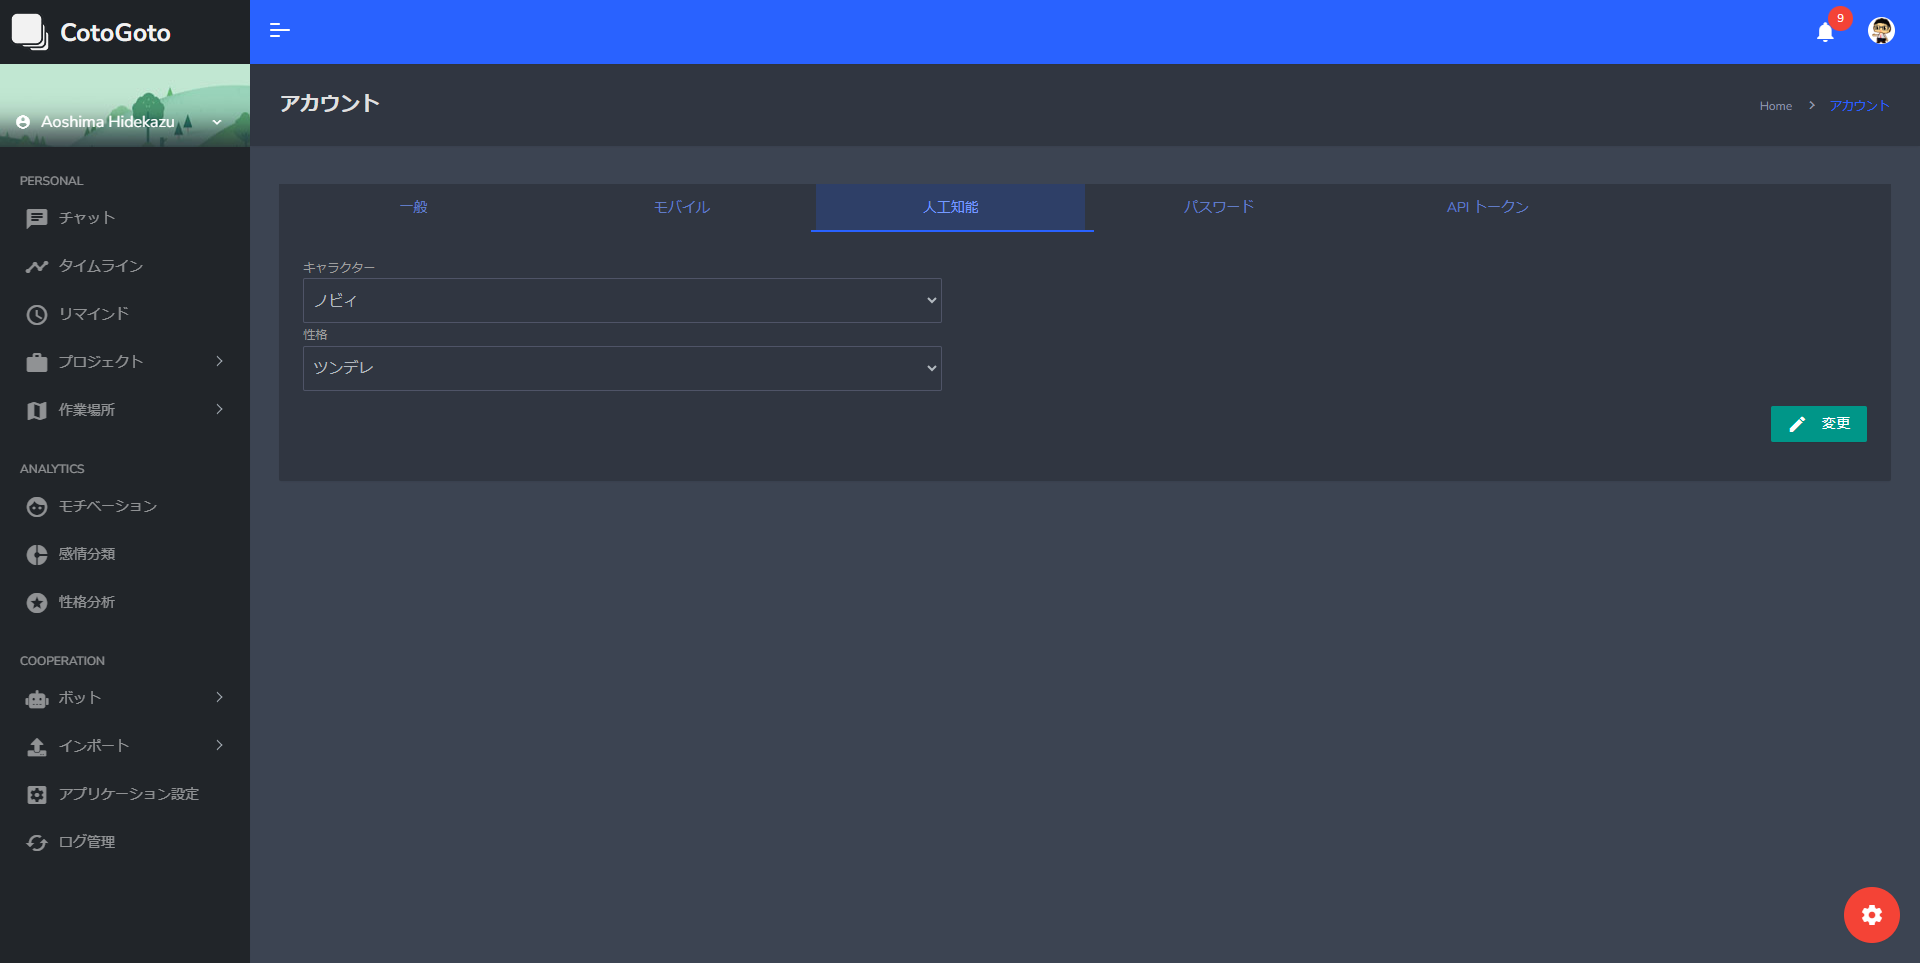 CotoGoto
9
Aoshima Hidekazu
アカウント
Home
アカウント
PERSONAL
チャット
タイムライン
リマインド
プロジェクト
作業場所
ANALYTICS
モチベーション
感情分類
性格分析
COOPERATION
ボット
インポート
アプリケーション設定
ログ管理
一般
モバイル
人工知能
パスワード
API トークン
キャラクター
ノビィ
性格
ツンデレ
変更